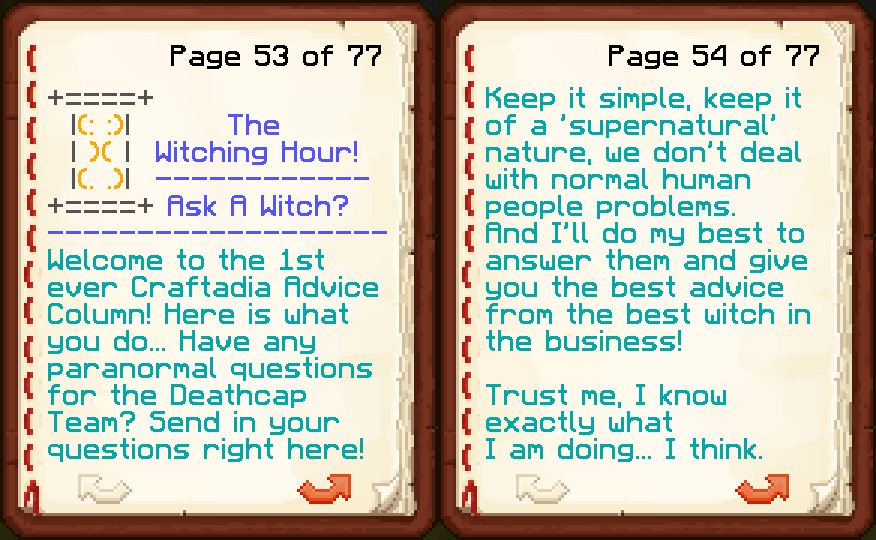 Page 53 of 77
+====+
|(: :)| The
| )( | Witching Hour!
|(. .)| ------------
+====+ Ask A Witch?
-------------------
Welcome to the 1st
ever Craftadia Advice
Column! Here is what
you do... Have any
paranormal questions
for the Deathcap
Team? Send in your
questions right here!
Page 54 of 77
Keep it simple, keep it
of a 'supernatural'
nature, we don't deal
with normal human
people problems.
And I'll do my best to
answer them and give
you the best advice
from the best witch in
the business!
Trust me, I know
exactly what
I am doing... I think.